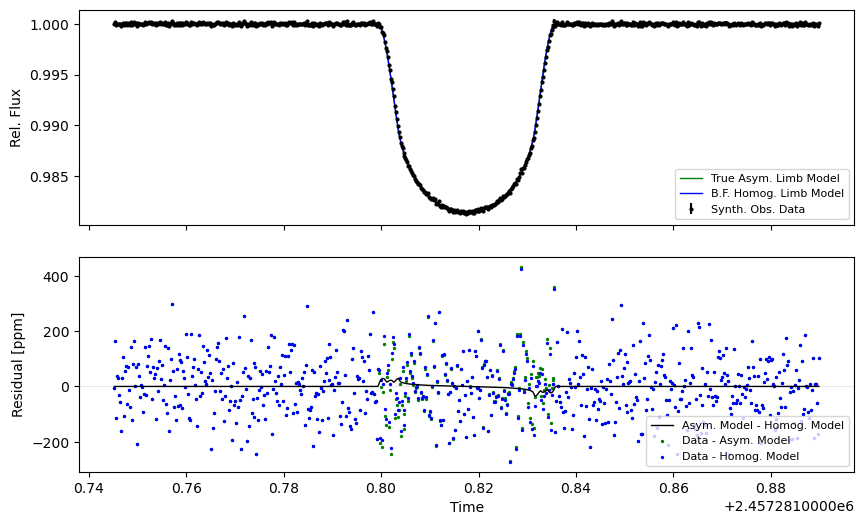 1.000
0.995
0.990
0.985
Rel. Flux
True Asym. Limb Model
B.F. Homog. Limb Model
Synth. Obs. Data
400
200
0
−200
Residual [ppm]
Asym. Model - Homog. Model
Data - Asym. Model
Data - Homog. Model
0.74 0.76 0.78 0.80 0.82 0.84 0.86 0.88
Time
+2.4572810000e6